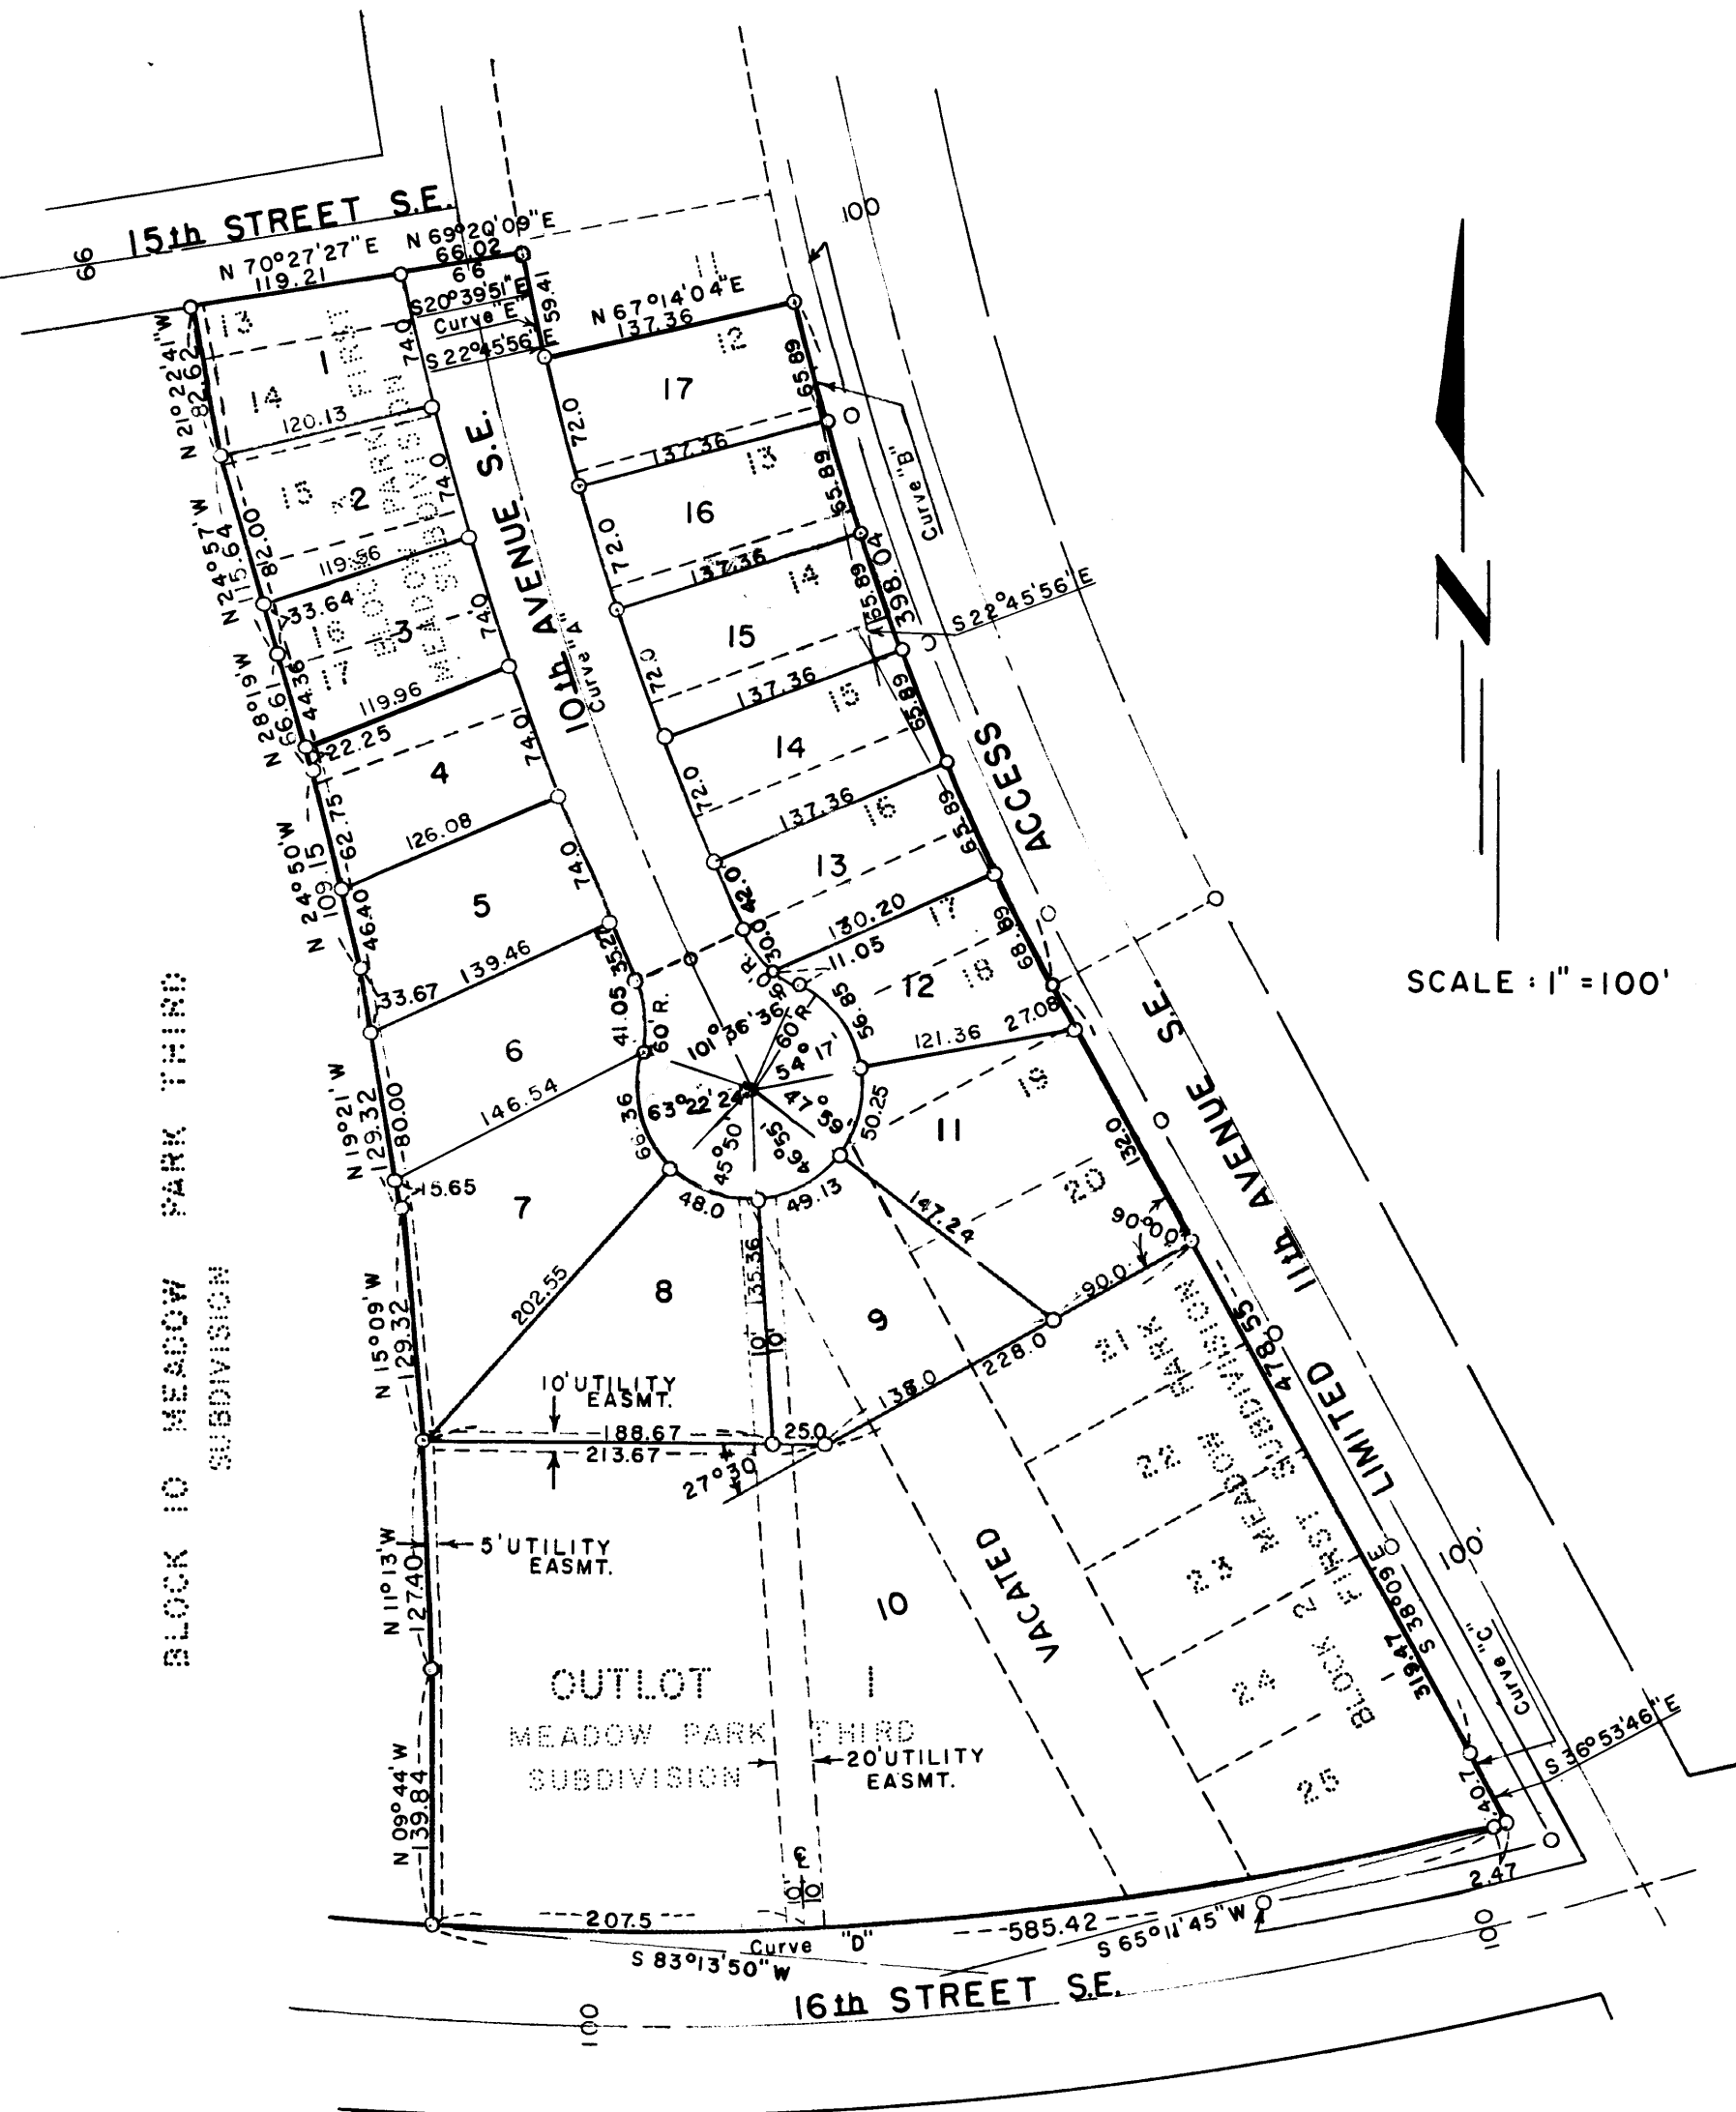 15th STREET S.E.
66
N 70°27'27"E
119.21
N 69°20'09"E
66.02
66
S20°39'51"E
Curve "E"
S 22°45'56"E
59.41
N 67°14'04"E
137.36
100
11
12
13
14
15
16
17
18
19
20
21
22
23
24
25
13
14
15
16
17
1
2
3
4
5
6
7
8
9
10
11
12
13
14
15
16
17
N 21°22'41"W
82.62
120.13
74.0
N 24°57'W
115.64
82.00
119.56
74.0
33.64
N 28°19'W
66.61
44.36
119.96
74.0
22.25
74.0
N 24°50'W
109.15
62.75
126.08
74.0
46.40
139.46
35.27
33.67
41.05
60'R.
N 19°21'W
129.32
80.00
146.54
15.65
N 15°09'W
129.32
202.55
BLOCK 2
MEADOW PARK FIRST
SUBDIVISION
10th AVENUE S.E.
Curve "A"
72.0
72.0
72.0
72.0
42.0
30.0
137.36
137.36
137.36
137.36
130.20
11.05
65.89
65.89
65.89
65.89
65.89
68.89
398.04
Curve "B"
S 22°45'56"E
60'R.
101°36'36"
54°17'
47°59'
46°55'
45°50'
63°22'24"
56.85
50.25
49.13
48.0
66.36
121.36
27.08
132.0
90°00'
147.24
90.0
228.0
138.0
135.36
10' 10'
10'UTILITY
EASMT.
188.67
25.0
213.67
27°30'
5'UTILITY
EASMT.
N 11°13'W
127.40
N 09°44'W
139.84
OUTLOT 1
MEADOW PARK THIRD
SUBDIVISION
20'UTILITY
EASMT.
10' 10'
VACATED
BLOCK 2
MEADOW PARK
FIRST SUBDIVISION
LIMITED ACCESS
11th AVENUE S.E.
478.55
S 38°09'E
319.47
100'
Curve "C"
S 36°53'46"E
40.7
2.47
207.5
585.42
Curve "D"
S 83°13'50"W
S 65°11'45"W
16th STREET S.E.
100
100
BLOCK 10 MEADOW PARK THIRD
SUBDIVISION
N
SCALE : 1" = 100'